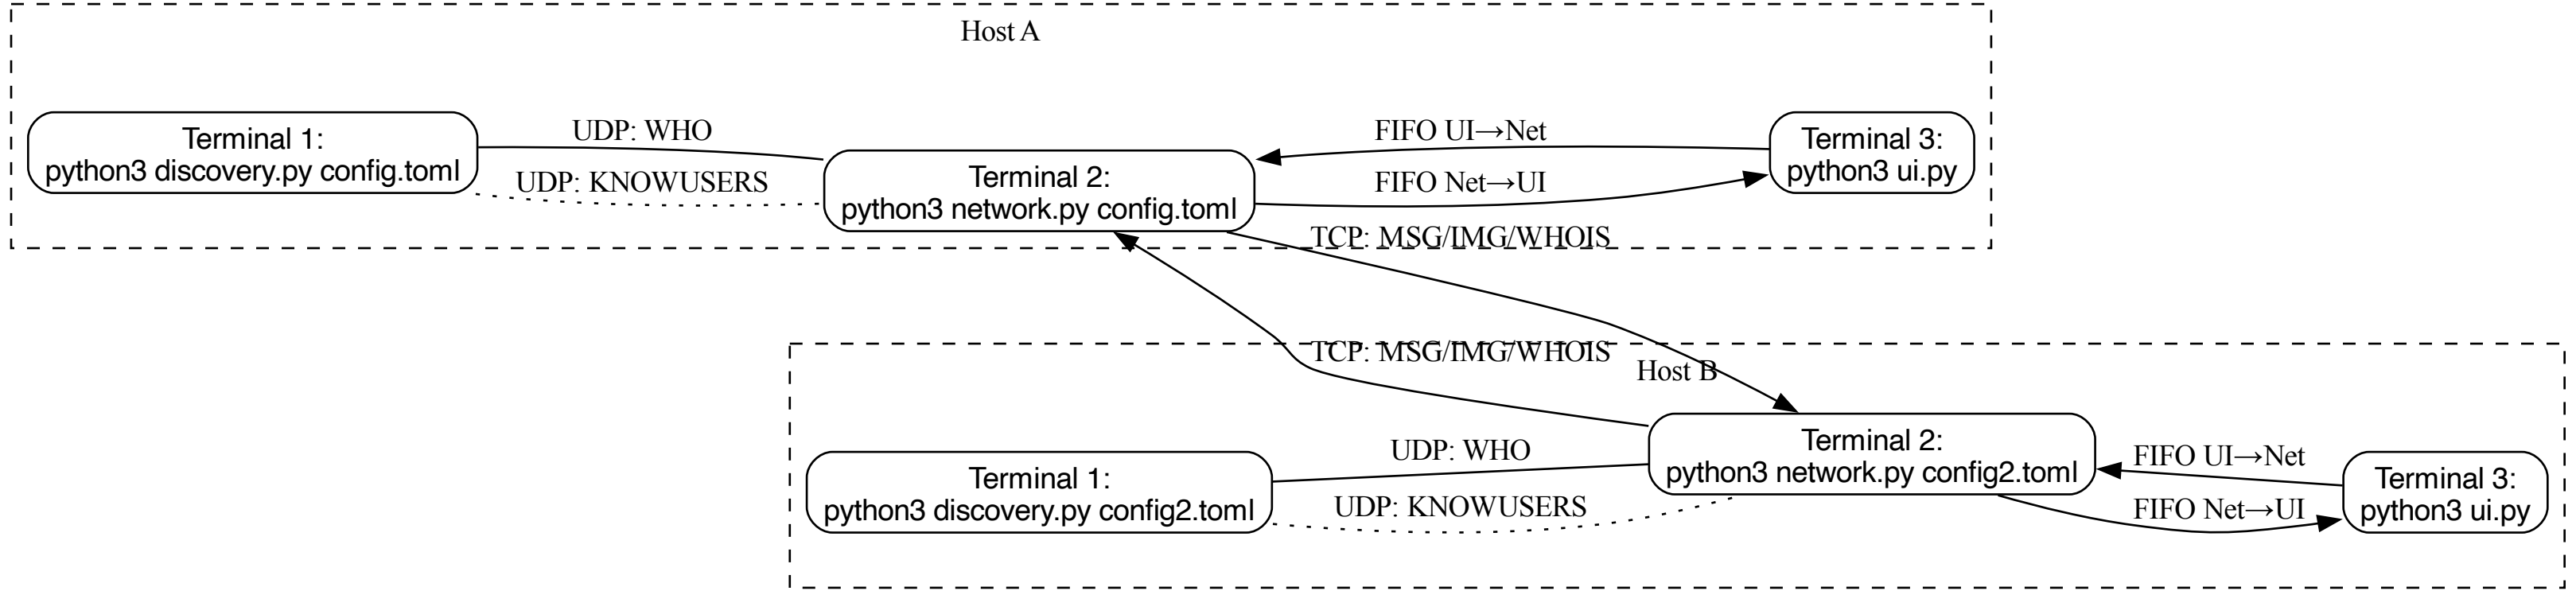 Host A
Terminal 1:
python3 discovery.py config.toml
UDP: WHO
UDP: KNOWUSERS
Terminal 2:
python3 network.py config.toml
FIFO UI→Net
FIFO Net→UI
Terminal 3:
python3 ui.py
TCP: MSG/IMG/WHOIS
TCP: MSG/IMG/WHOIS
Host B
Terminal 1:
python3 discovery.py config2.toml
UDP: WHO
UDP: KNOWUSERS
Terminal 2:
python3 network.py config2.toml
FIFO UI→Net
FIFO Net→UI
Terminal 3:
python3 ui.py